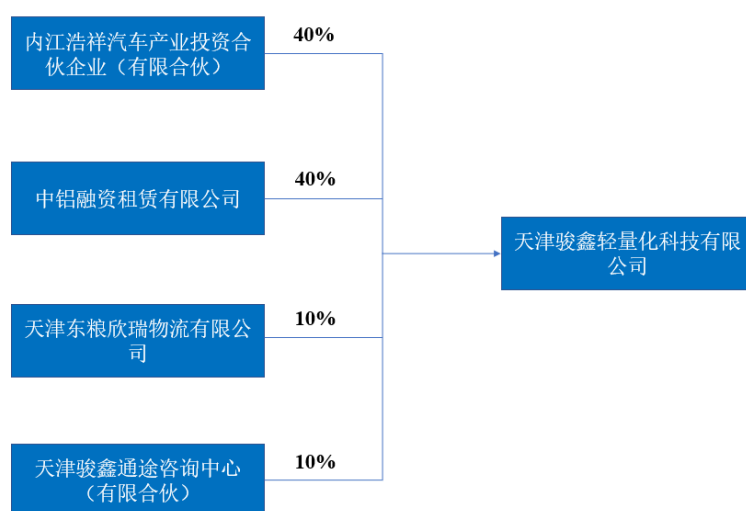 内江浩祥汽车产业投资合
伙企业（有限合伙）
40%
中铝融资租赁有限公司
40%
天津骏鑫轻量化科技有限
公司
天津东粮欣瑞物流有限公
司
10%
天津骏鑫通途咨询中心
（有限合伙）
10%